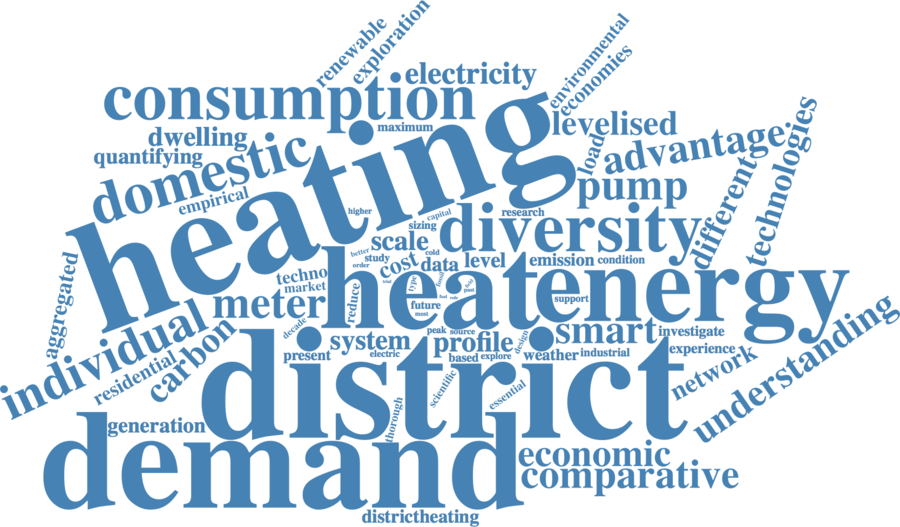 renewable
exploration
environmental
economies
electricity
consumption
maximum
levelised
technologies
dwelling
quantifying
heating
load
advantage
domestic
empirical
pump
different
higher
capital
sizing
research
diversity
scale
better
study
order
cold
cost
data
level
emission
condition
aggregated
techno
market
type
heat
energy
support
meter
reduce
future
most
individual
decade
peak
source
design
smart
investigate
understanding
carbon
system
profile
present
electric
based
explore
weather
industrial
experience
network
residential
district
scientific
essential
thorough
generation
demand
economic
comparative
districtheating